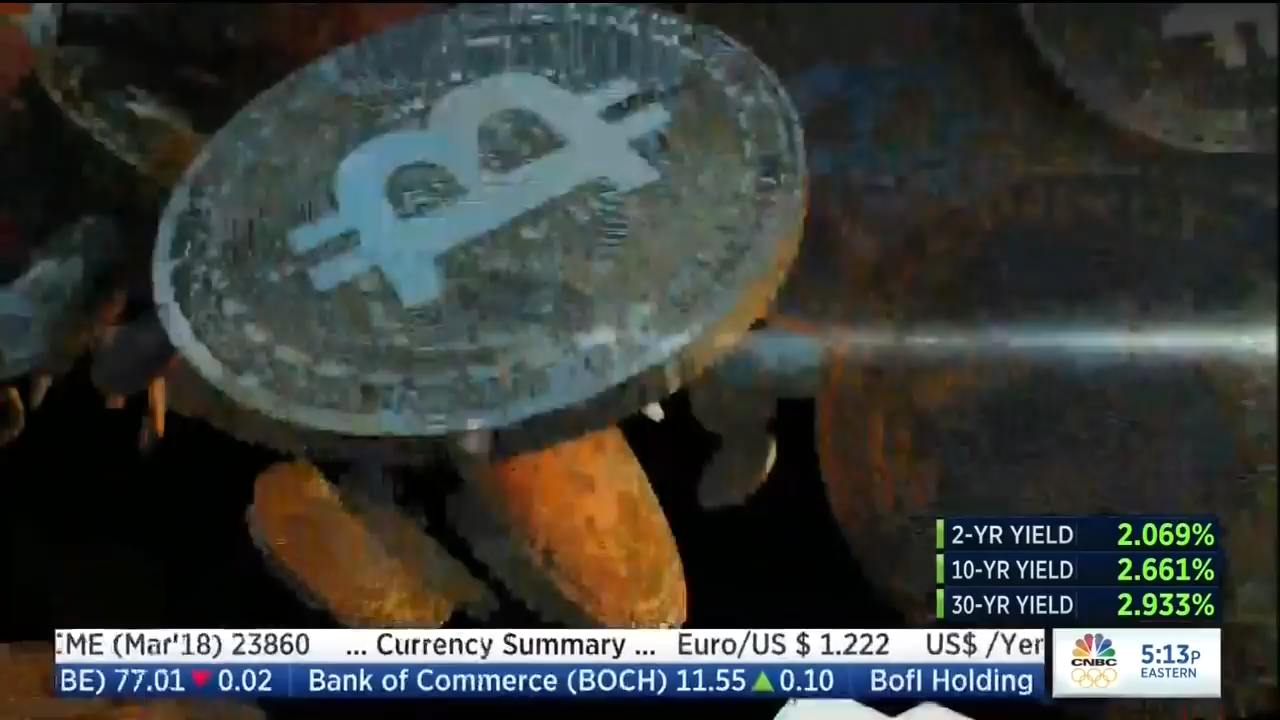 2-YR YIELD 2.069%
10-YR YIELD 2.661%
30-YR YIELD 2.933%
ME (Mar'18) 23860 ... Currency Summary ... Euro/US $ 1.222 US$ /Yer
BE) 77.01 ▼ 0.02 Bank of Commerce (BOCH) 11.55 ▲ 0.10 BofI Holding
CNBC
5:13P
EASTERN